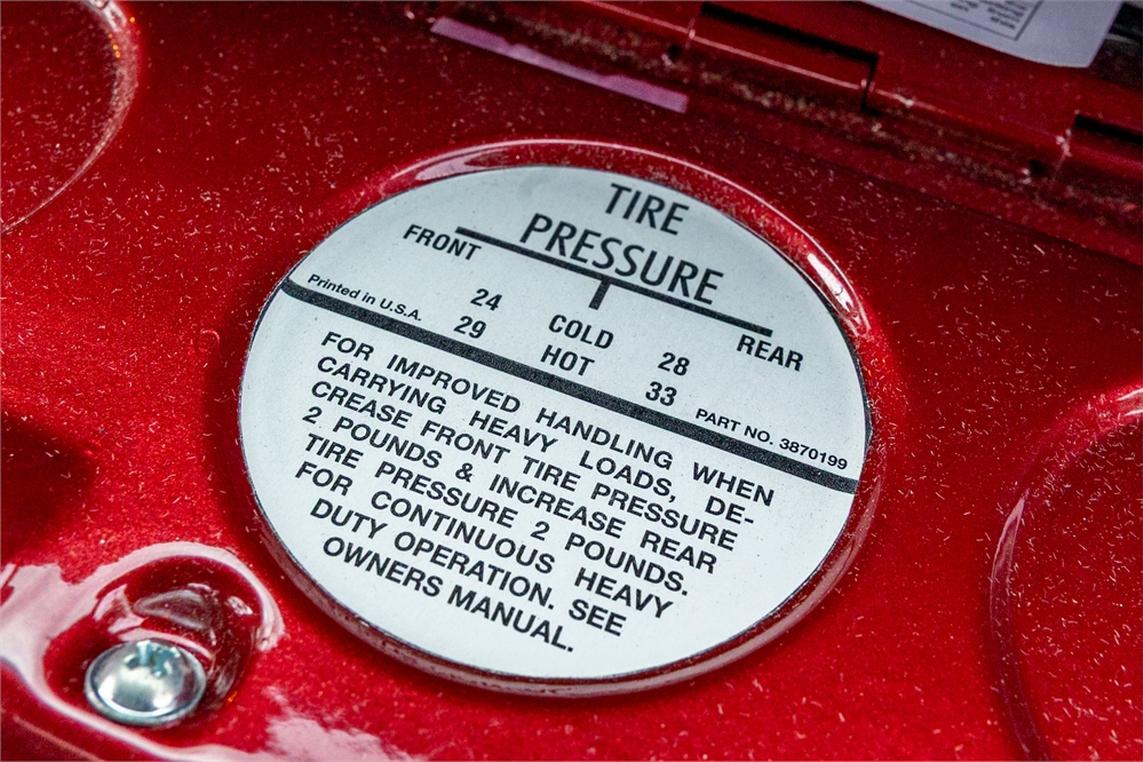 TIRE
PRESSURE
FRONT REAR
24 COLD 28
29 HOT 33
Printed in U.S.A. PART NO. 3870199
FOR IMPROVED HANDLING WHEN
CARRYING HEAVY LOADS, DE-
CREASE FRONT TIRE PRESSURE
2 POUNDS & INCREASE REAR
TIRE PRESSURE 2 POUNDS.
FOR CONTINUOUS HEAVY
DUTY OPERATION. SEE
OWNERS MANUAL.